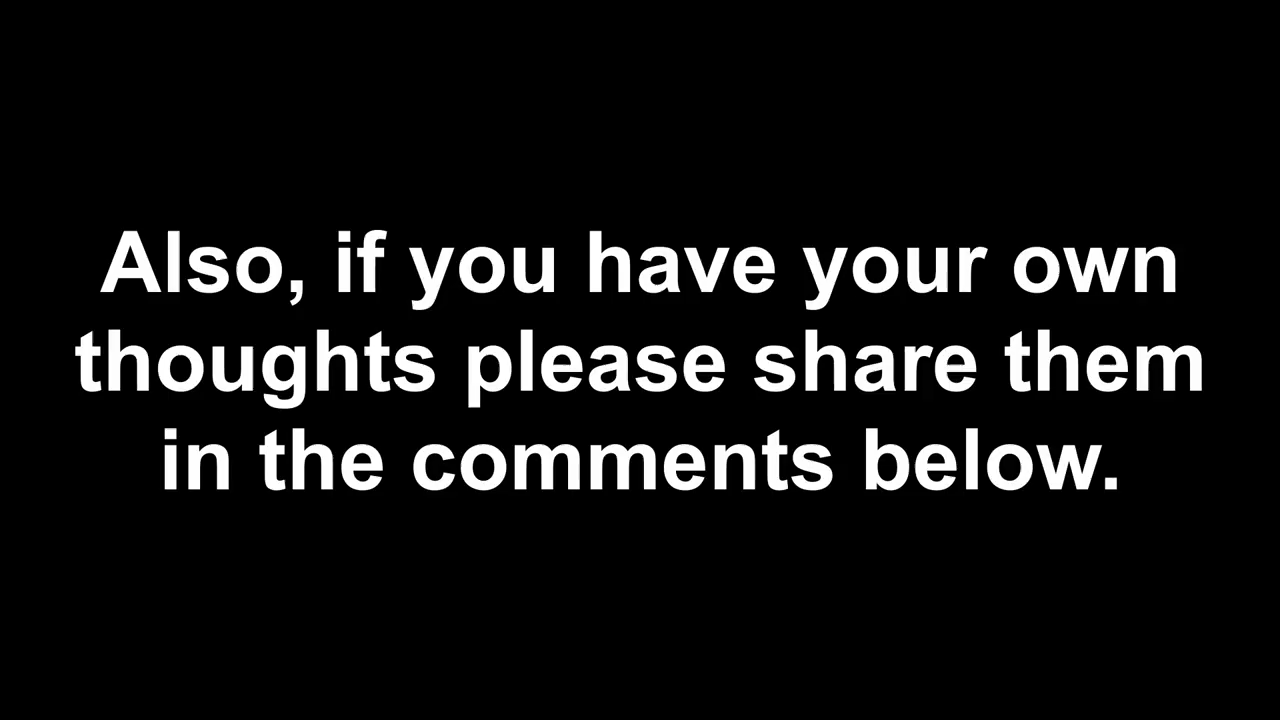 Also, if you have your own
thoughts please share them
in the comments below.